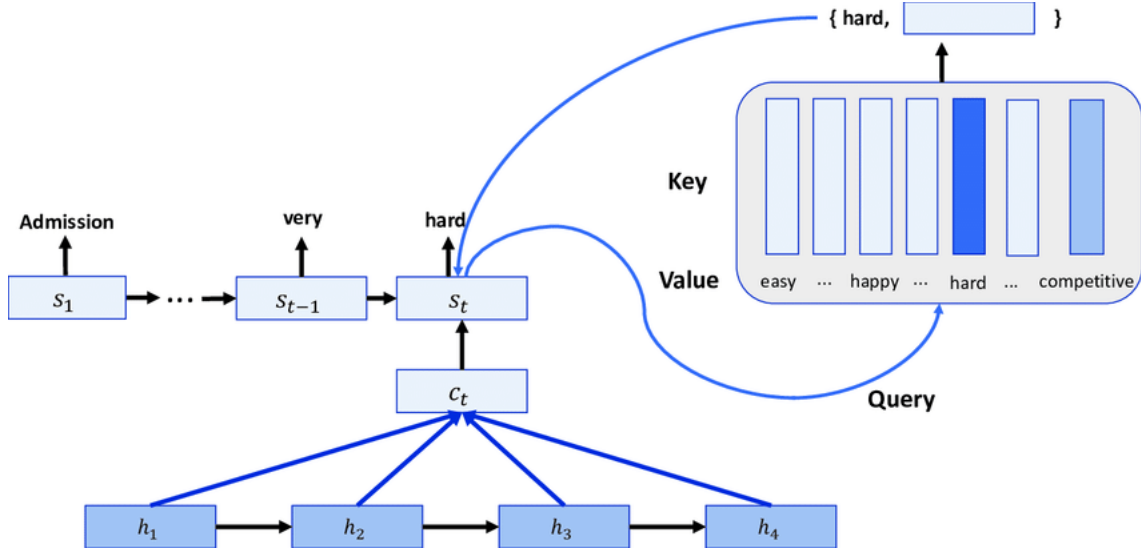 { hard, }
Key
Admission
very
hard
Value
easy ... happy ... hard ... competitive
s₁
...
sₜ₋₁
sₜ
cₜ
Query
h₁
h₂
h₃
h₄